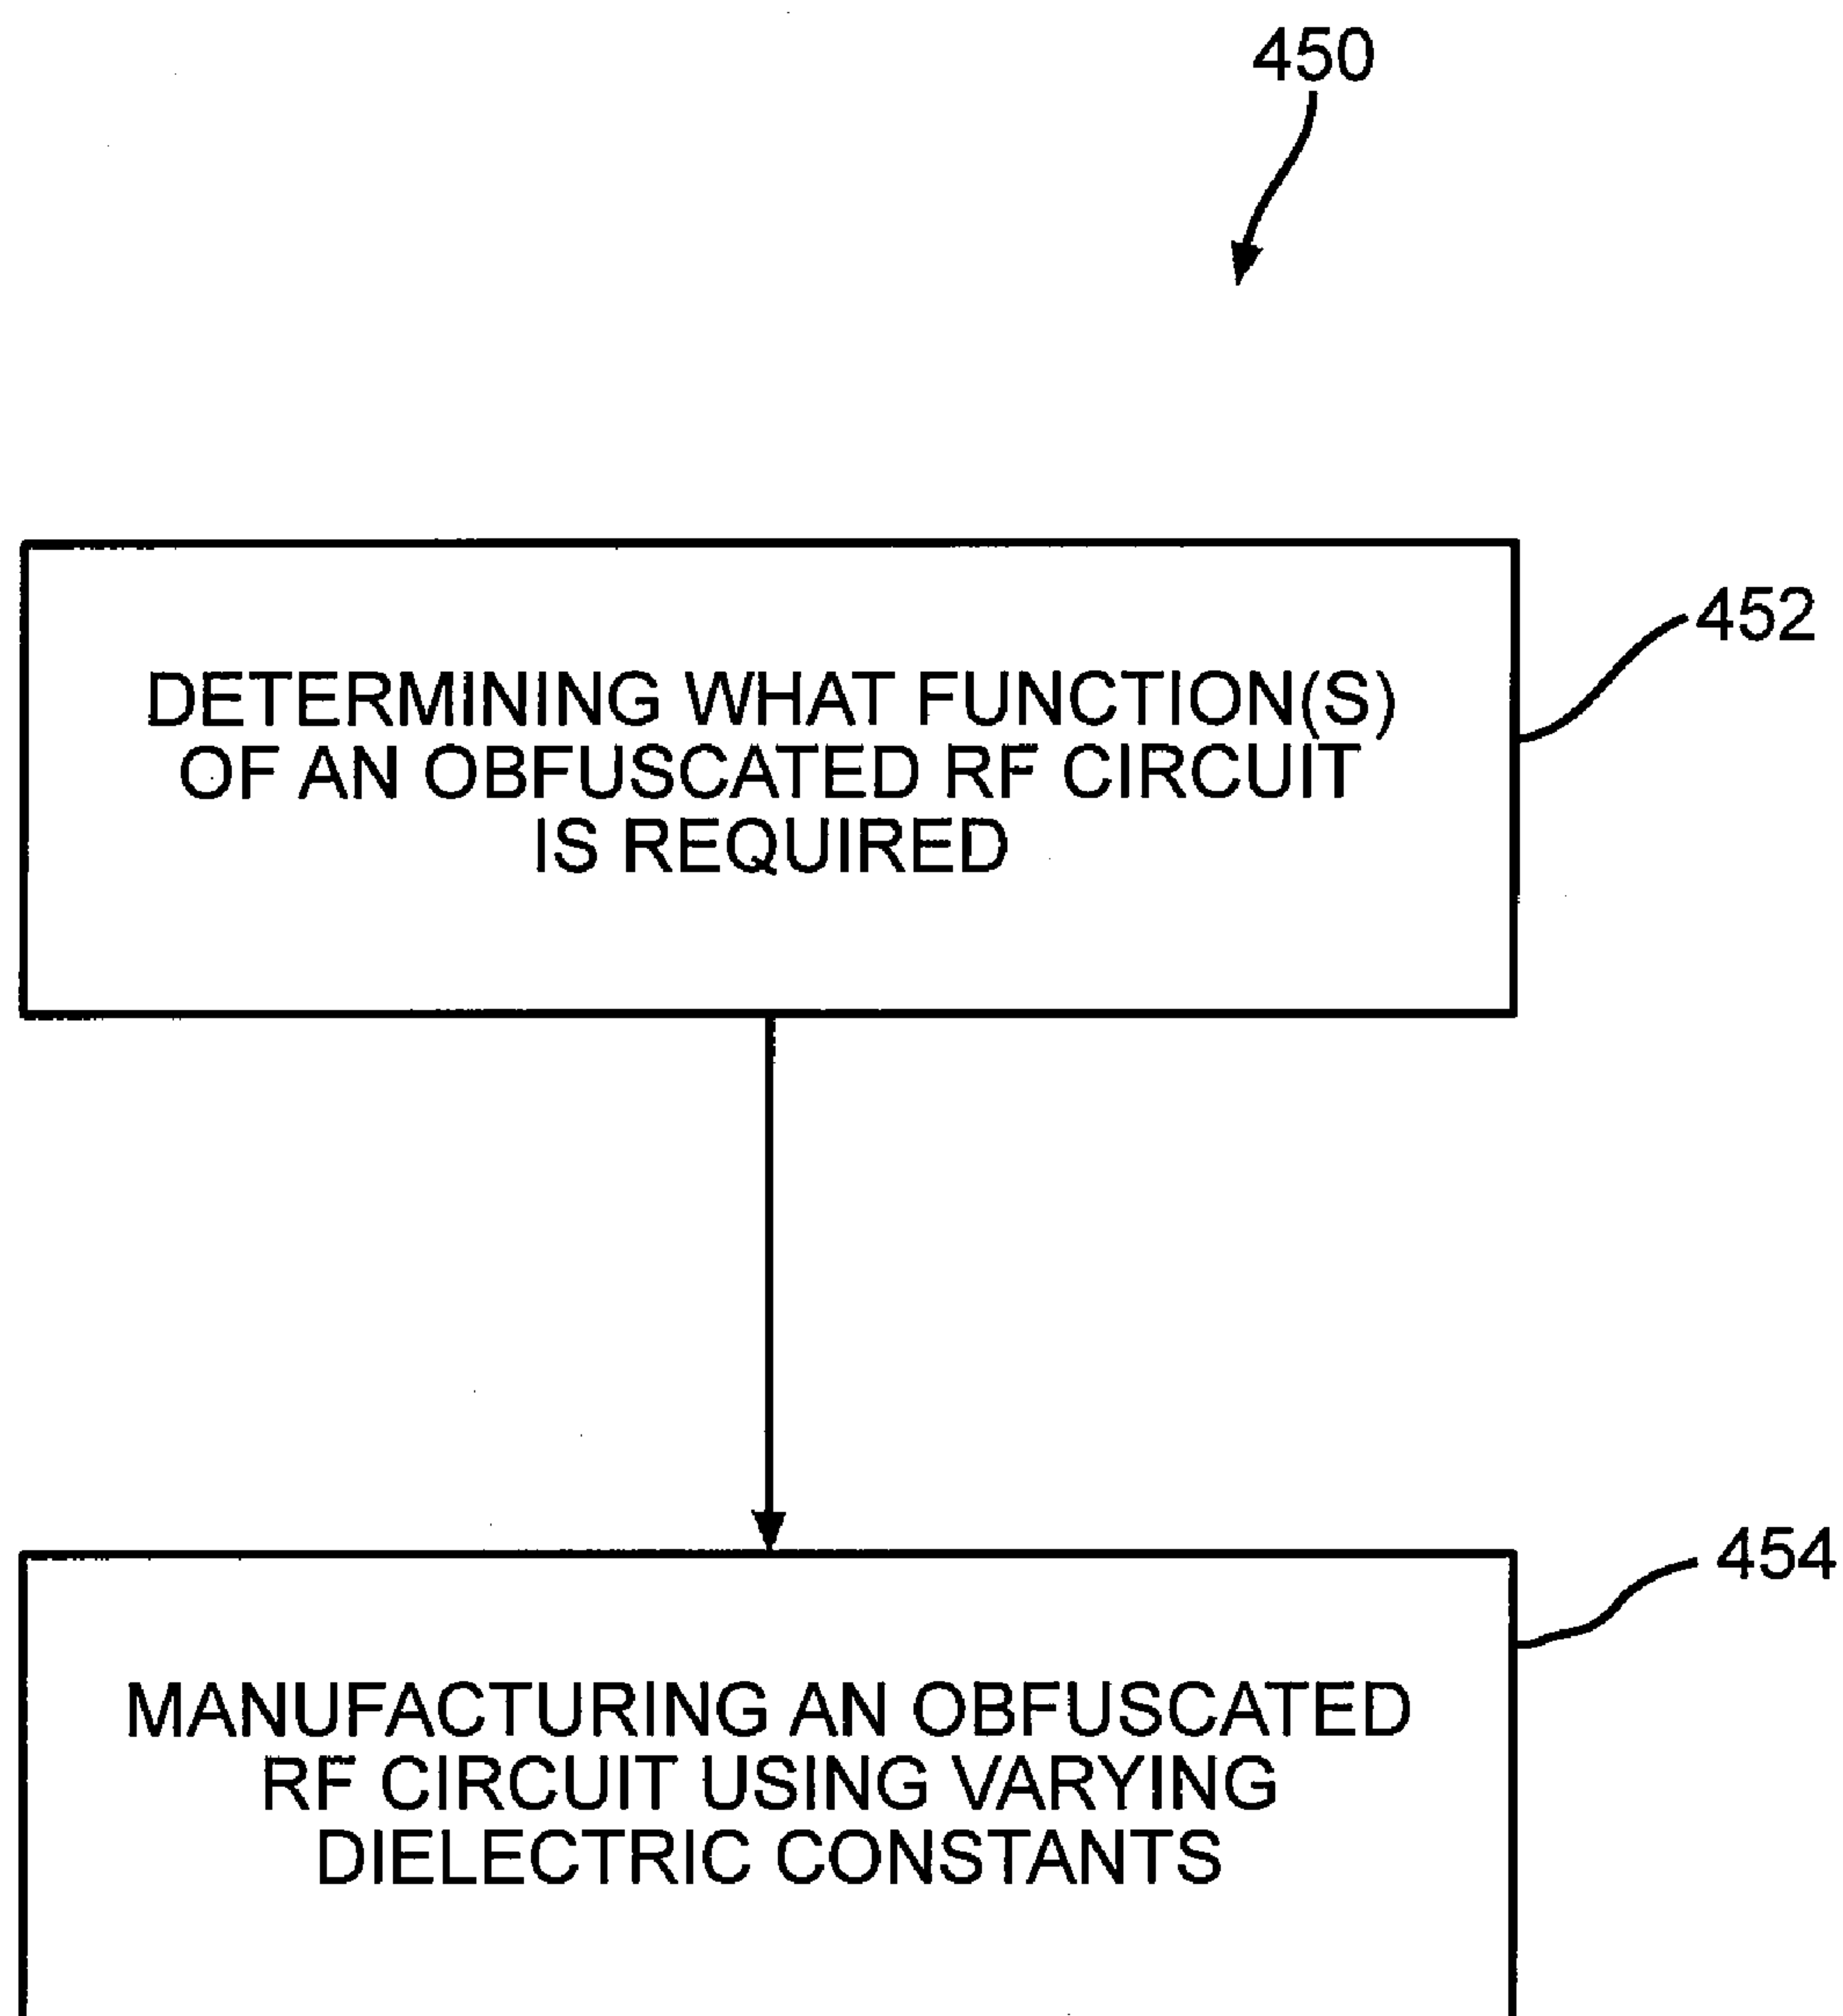 450
452
DETERMINING WHAT FUNCTION(S)
OF AN OBFUSCATED RF CIRCUIT
IS REQUIRED
454
MANUFACTURING AN OBFUSCATED
RF CIRCUIT USING VARYING
DIELECTRIC CONSTANTS